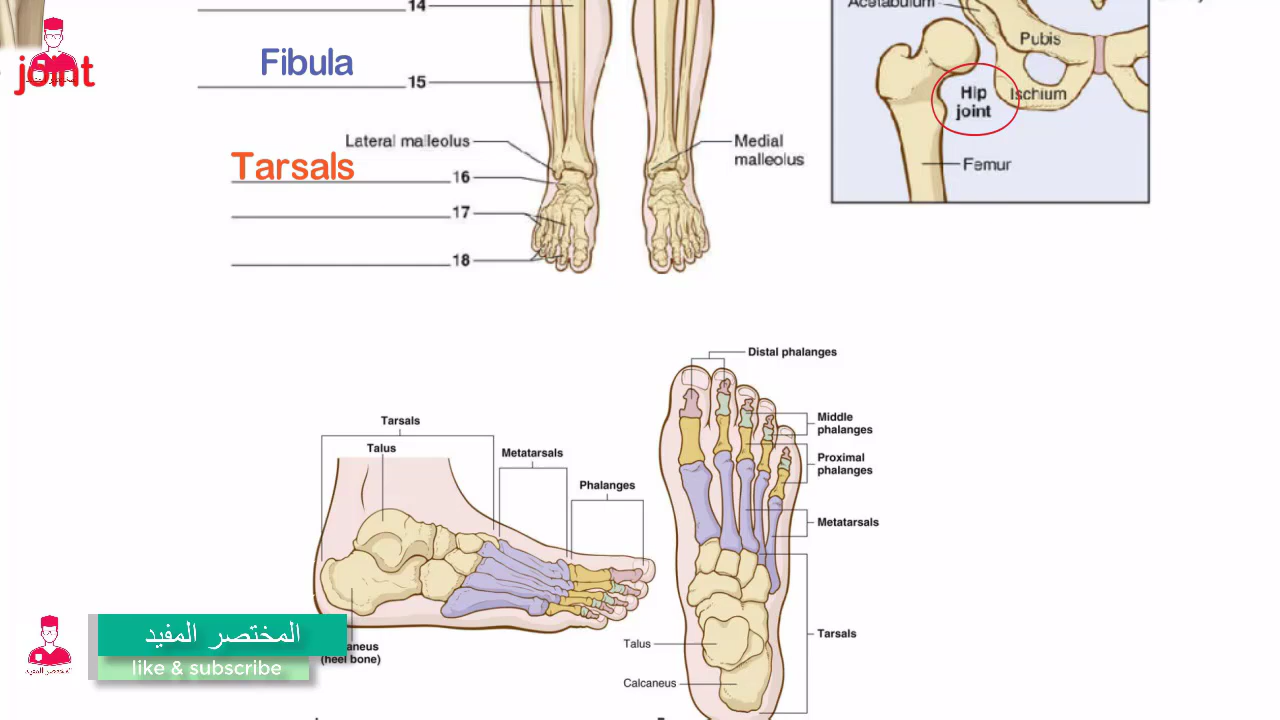 14
Acetabulum
Pubis
joint
Fibula
15
Hip
joint
Ischium
Lateral malleolus
Medial
malleolus
Tarsals
16
Femur
17
18
Distal phalanges
Middle
phalanges
Proximal
phalanges
Metatarsals
Tarsals
Talus
Calcaneus
Tarsals
Talus
Metatarsals
Phalanges
aneus
(heel bone)
المختصر المفيد
like & subscribe